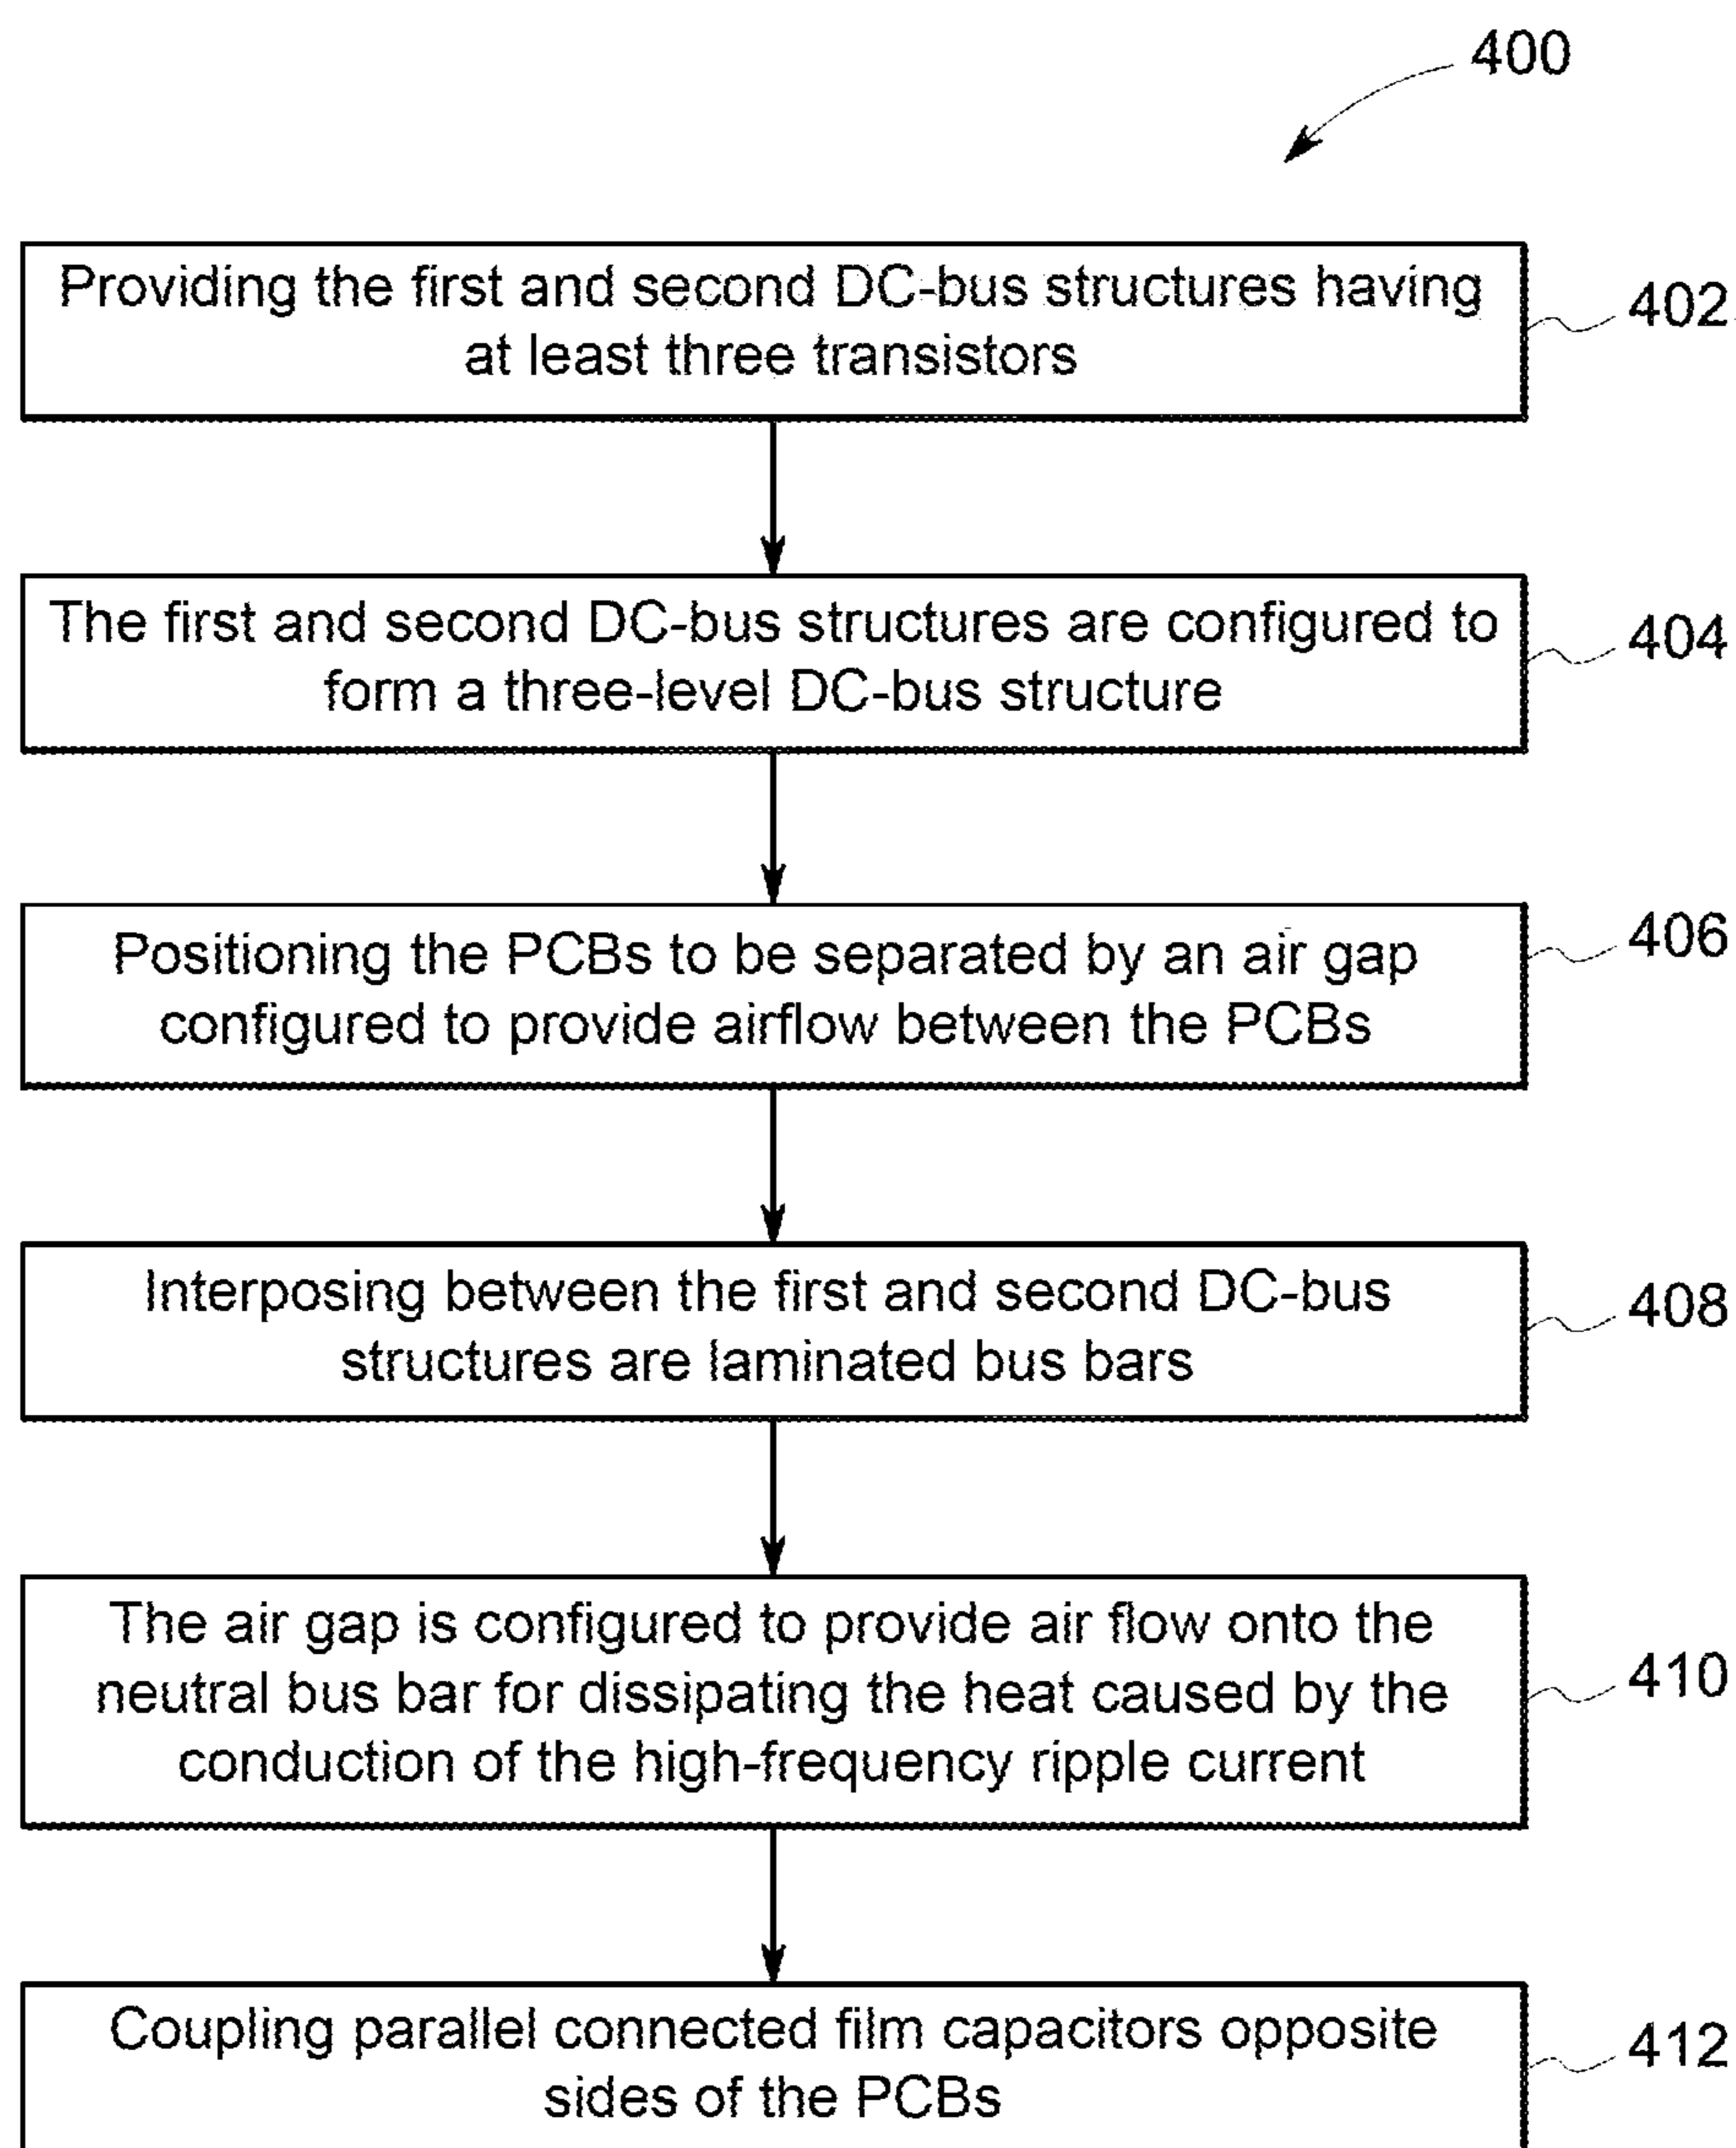 400
Providing the first and second DC-bus structures having
at least three transistors
402
The first and second DC-bus structures are configured to
form a three-level DC-bus structure
404
Positioning the PCBs to be separated by an air gap
configured to provide airflow between the PCBs
406
Interposing between the first and second DC-bus
structures are laminated bus bars
408
The air gap is configured to provide air flow onto the
neutral bus bar for dissipating the heat caused by the
conduction of the high-frequency ripple current
410
Coupling parallel connected film capacitors opposite
sides of the PCBs
412